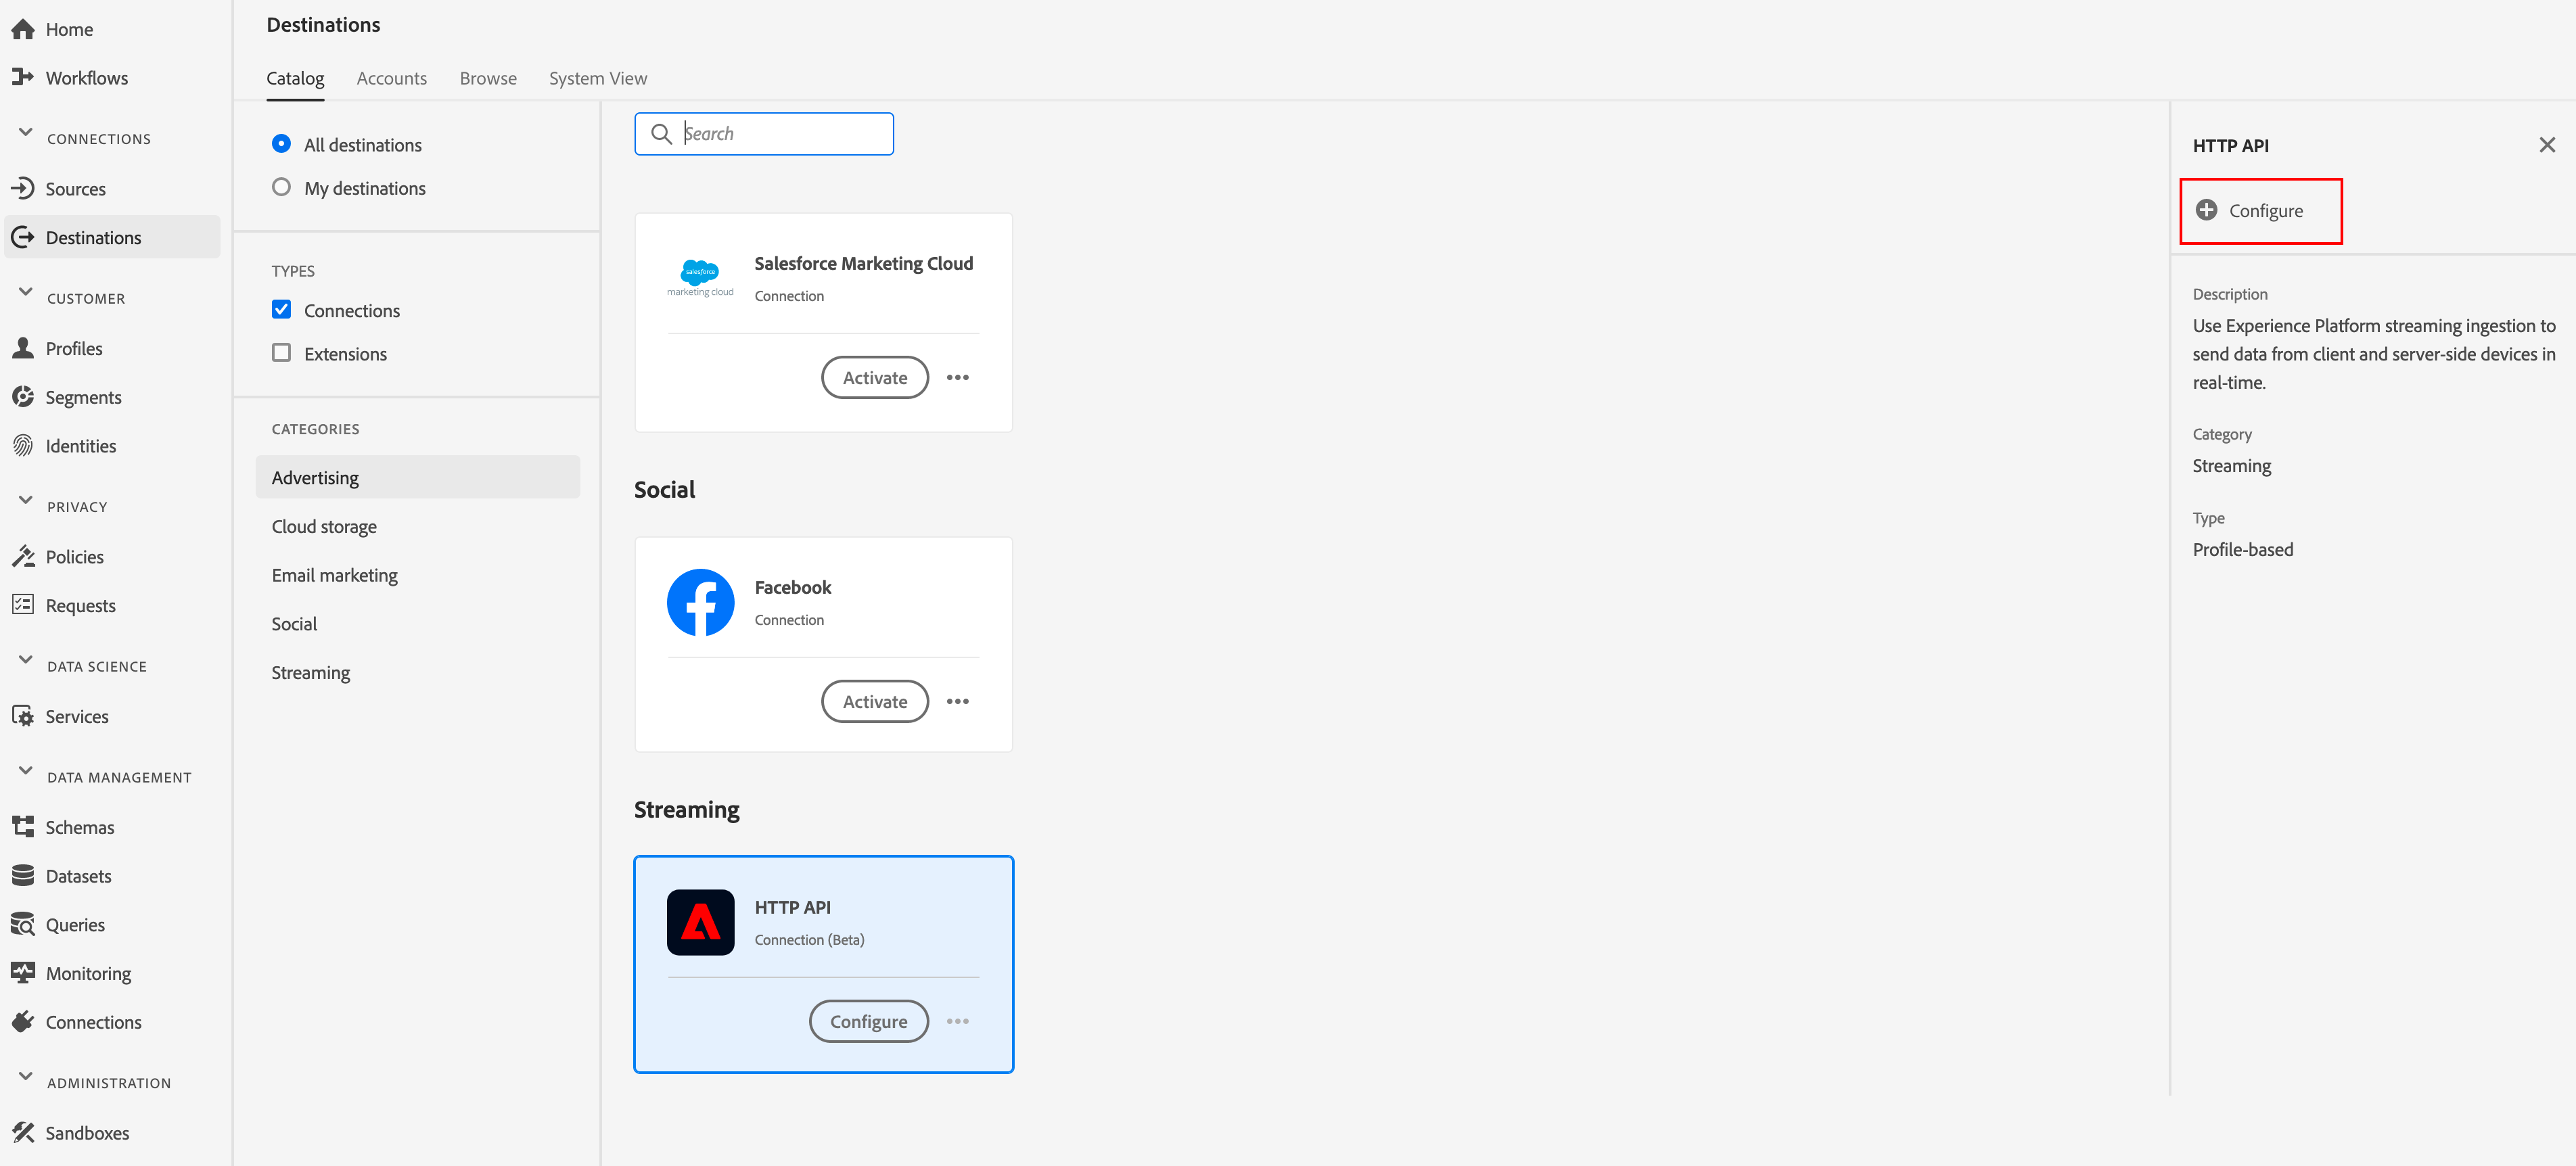 Home
Workflows
CONNECTIONS
Sources
Destinations
CUSTOMER
Profiles
Segments
Identities
PRIVACY
Policies
Requests
DATA SCIENCE
Services
DATA MANAGEMENT
Schemas
Datasets
Queries
Monitoring
Connections
ADMINISTRATION
Sandboxes
Destinations
Catalog Accounts Browse System View
All destinations
My destinations
TYPES
Connections
Extensions
CATEGORIES
Advertising
Cloud storage
Email marketing
Social
Streaming
Search
salesforce
marketing cloud
Salesforce Marketing Cloud
Connection
Activate
Social
Facebook
Connection
Activate
Streaming
HTTP API
Connection (Beta)
Configure
HTTP API
Configure
Description
Use Experience Platform streaming ingestion to
send data from client and server-side devices in
real-time.
Category
Streaming
Type
Profile-based